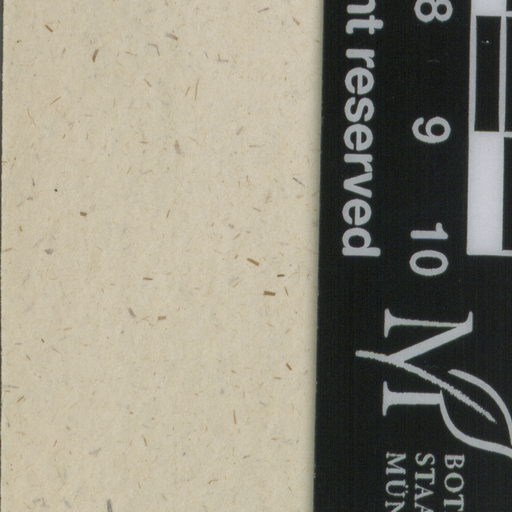 8 9 10
nt reserved
M
BOT
STAA
MÜN